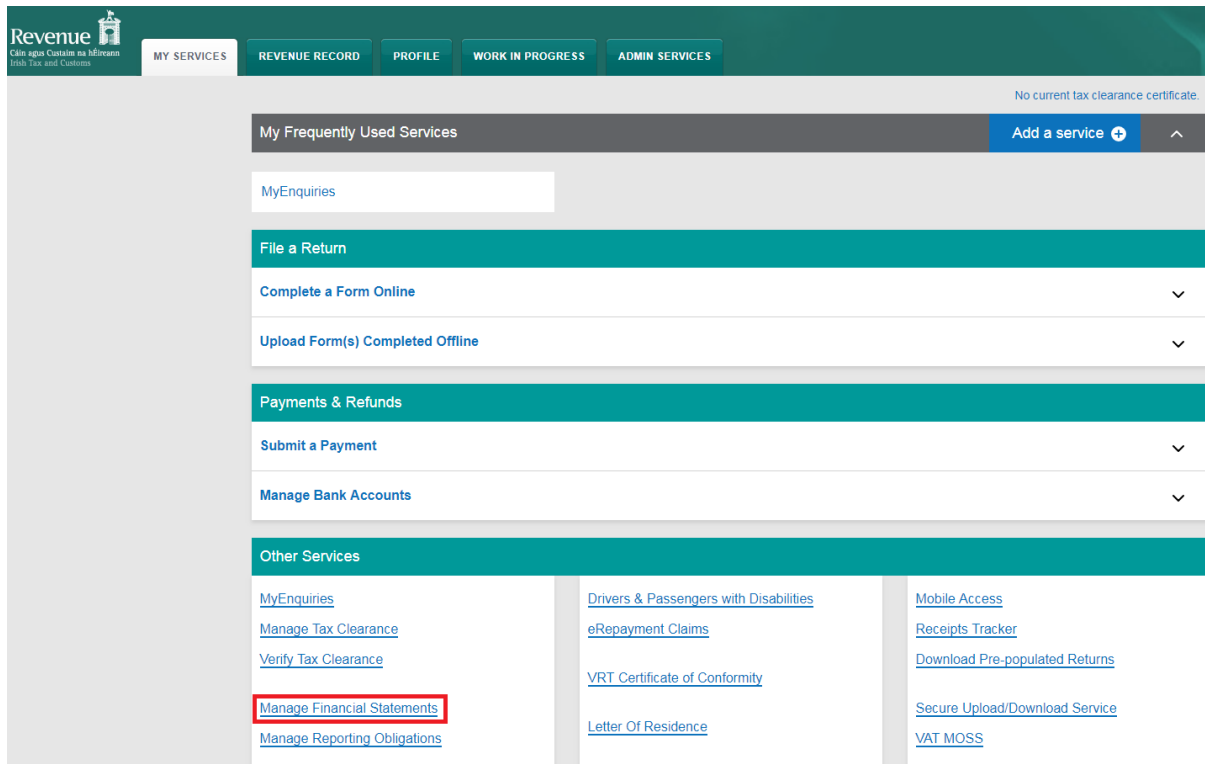 Revenue
Cáin agus Custaim na hÉireann
Irish Tax and Customs
MY SERVICES
REVENUE RECORD
PROFILE
WORK IN PROGRESS
ADMIN SERVICES
No current tax clearance certificate.
My Frequently Used Services
Add a service
MyEnquiries
File a Return
Complete a Form Online
Upload Form(s) Completed Offline
Payments & Refunds
Submit a Payment
Manage Bank Accounts
Other Services
MyEnquiries
Manage Tax Clearance
Verify Tax Clearance
Manage Financial Statements
Manage Reporting Obligations
Drivers & Passengers with Disabilities
eRepayment Claims
VRT Certificate of Conformity
Letter Of Residence
Mobile Access
Receipts Tracker
Download Pre-populated Returns
Secure Upload/Download Service
VAT MOSS